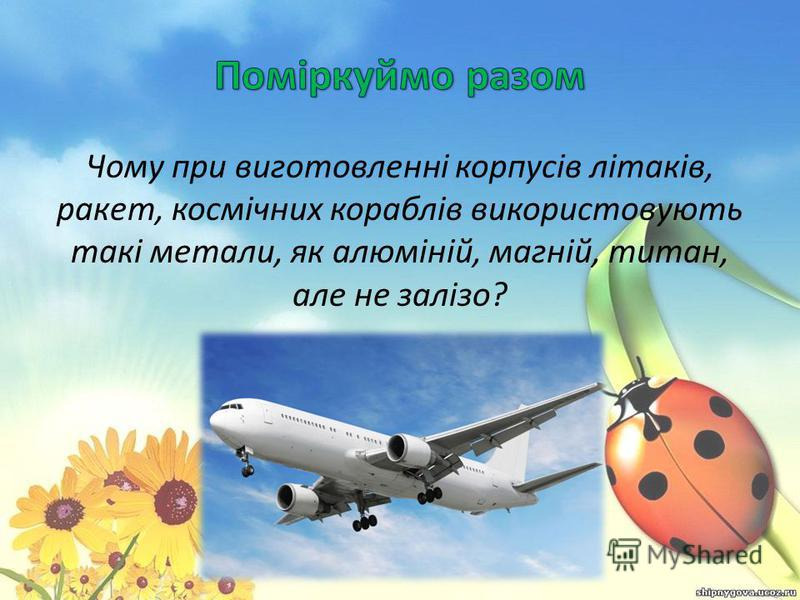 Поміркуймо разом
Чому при виготовленні корпусів літаків,
ракет, космічних кораблів використовують
такі метали, як алюміній, магній, титан,
але не залізо?
MyShared
shipnygova.ucoz.ru